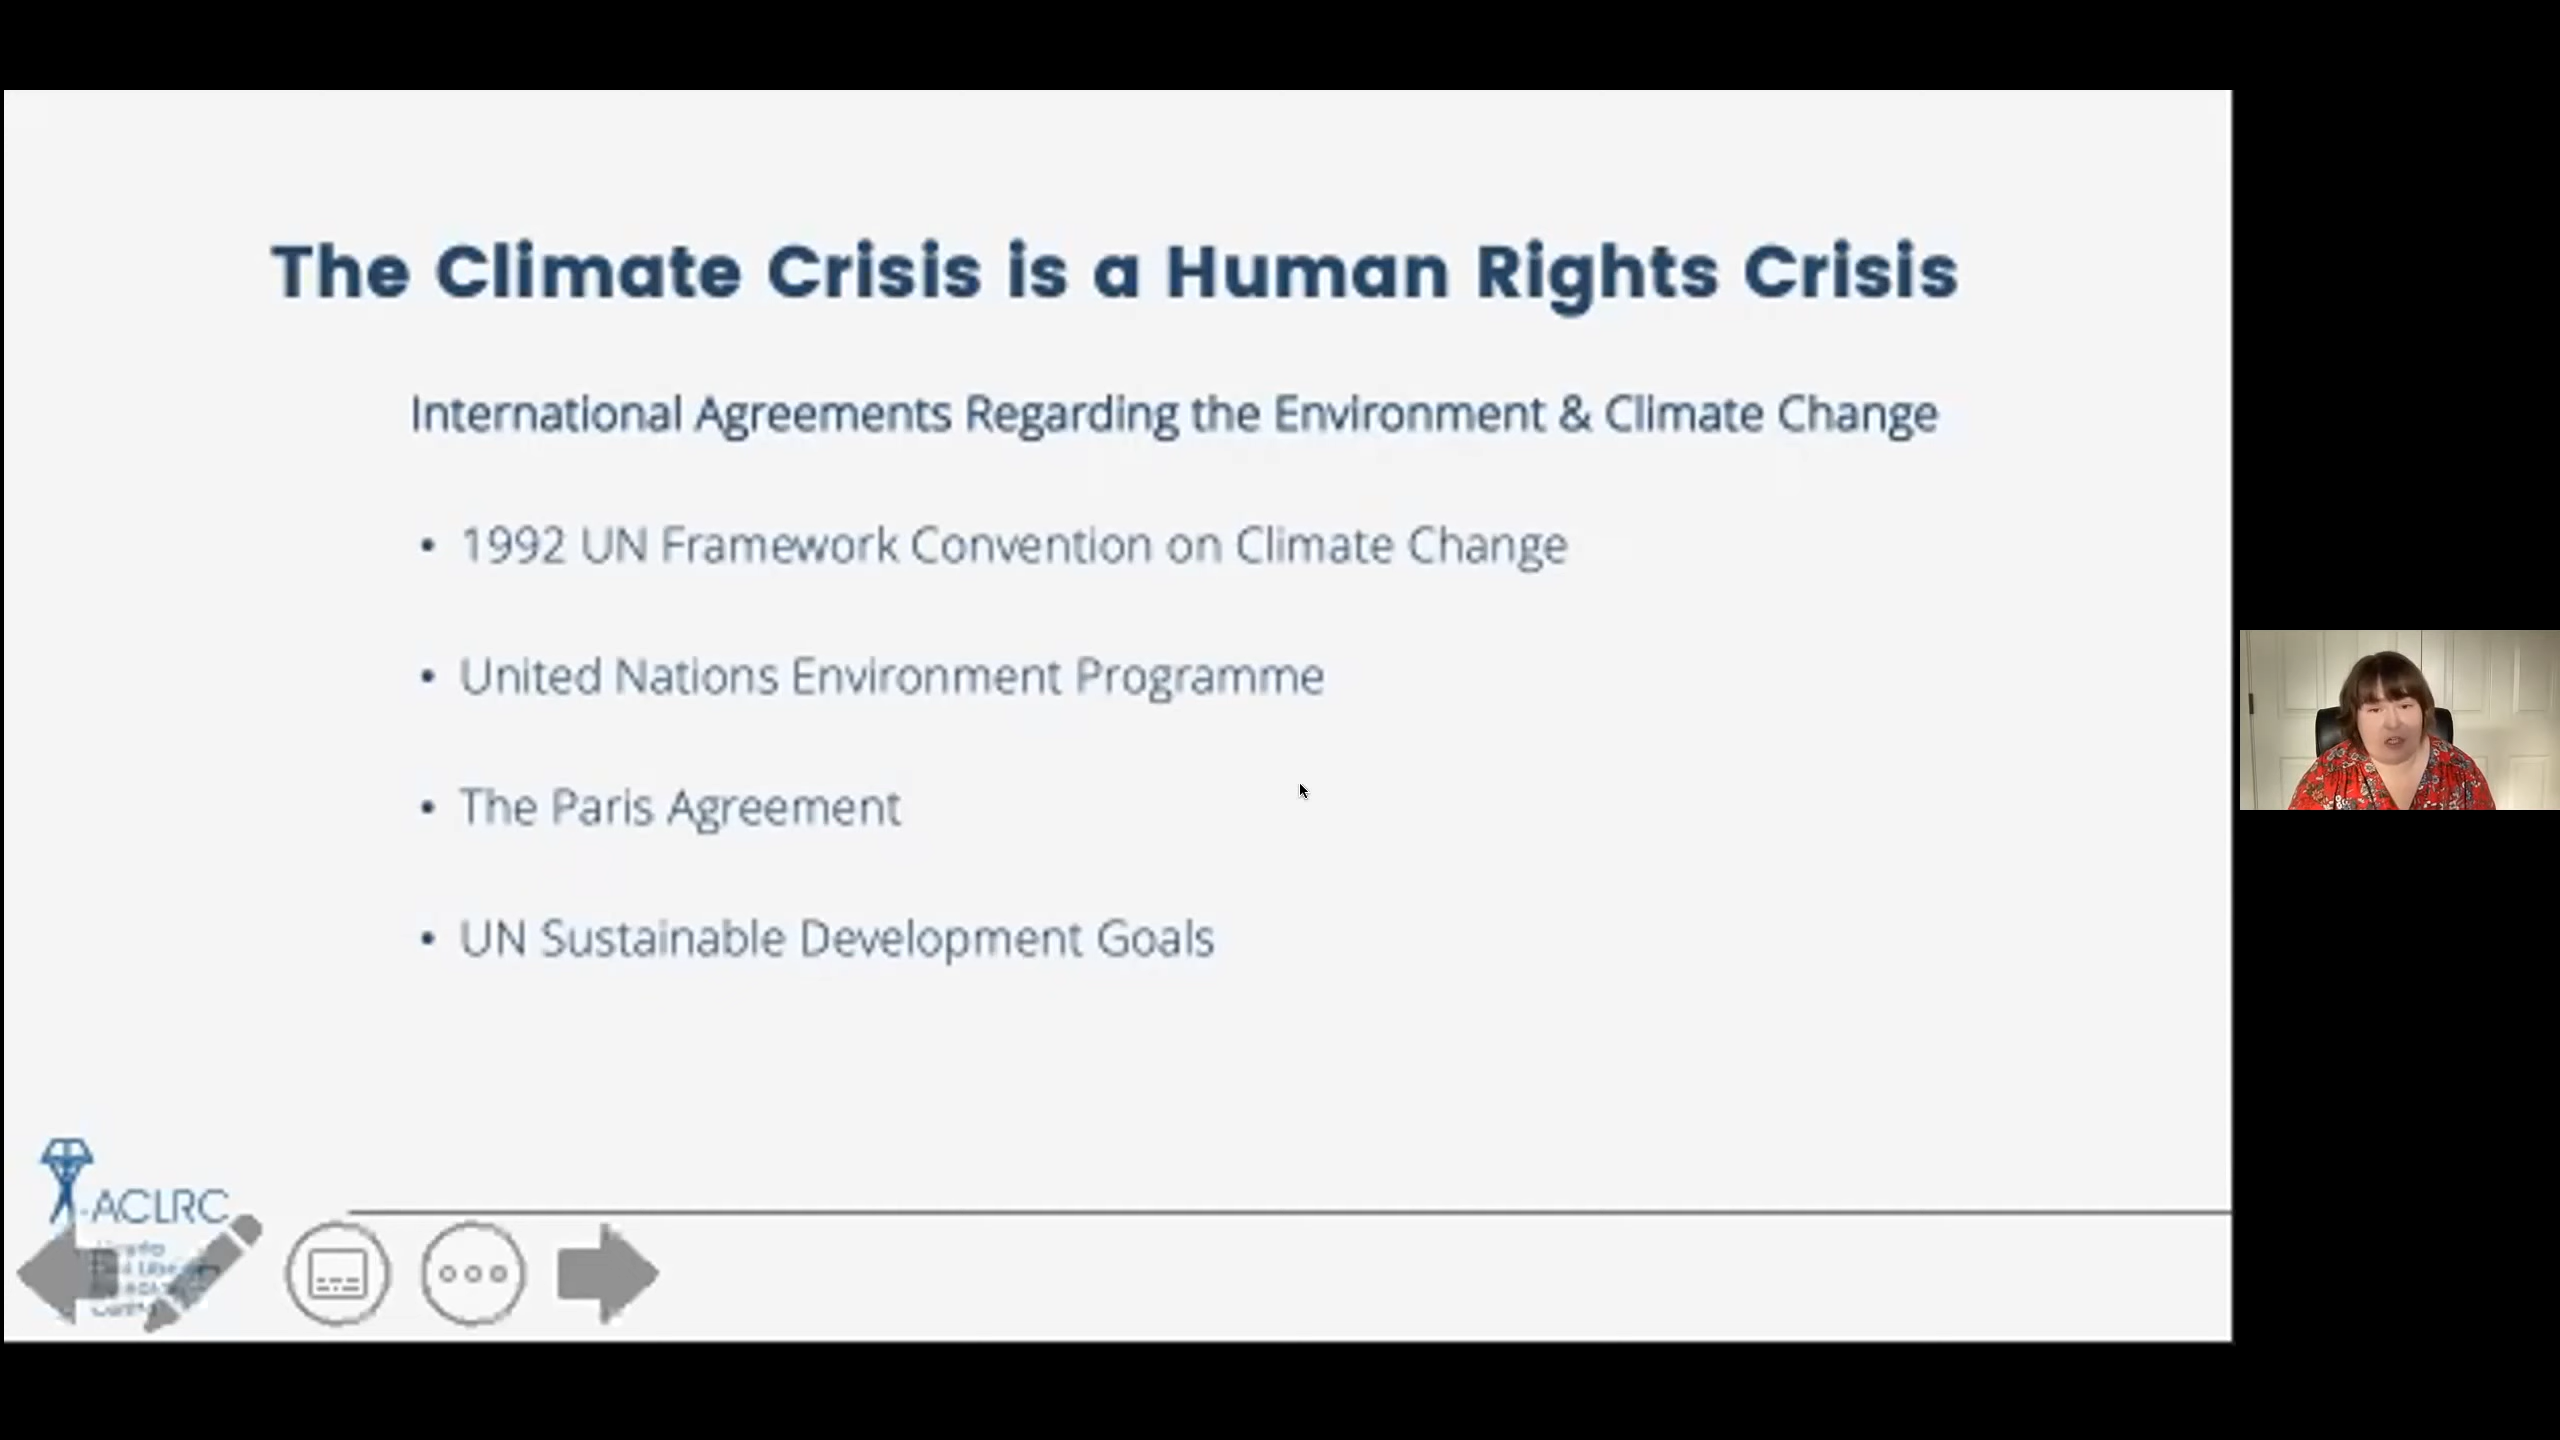 The Climate Crisis is a Human Rights Crisis
International Agreements Regarding the Environment & Climate Change
• 1992 UN Framework Convention on Climate Change
• United Nations Environment Programme
• The Paris Agreement
• UN Sustainable Development Goals
ACLRC